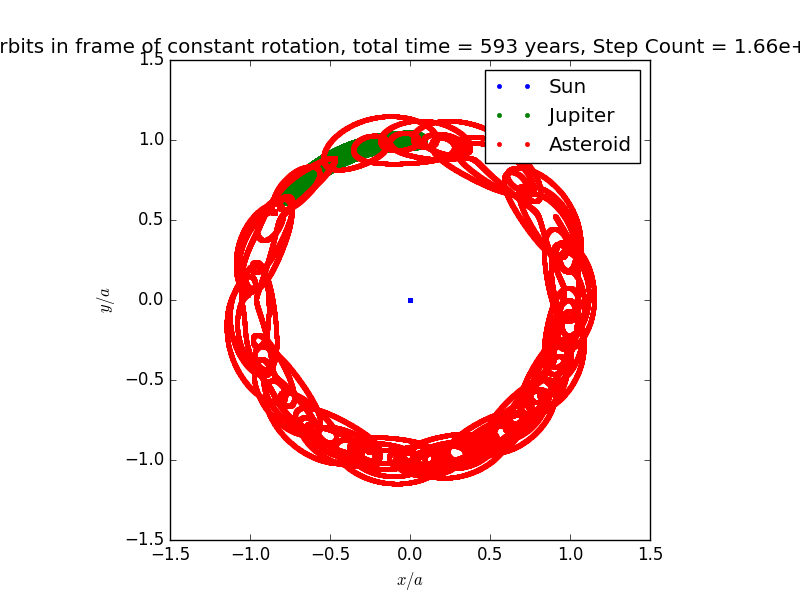 rbits in frame of constant rotation, total time = 593 years, Step Count = 1.66e+
Sun
Jupiter
Asteroid
1.5
1.0
0.5
0.0
−0.5
−1.0
−1.5
y/a
−1.5 −1.0 −0.5 0.0 0.5 1.0 1.5
x/a